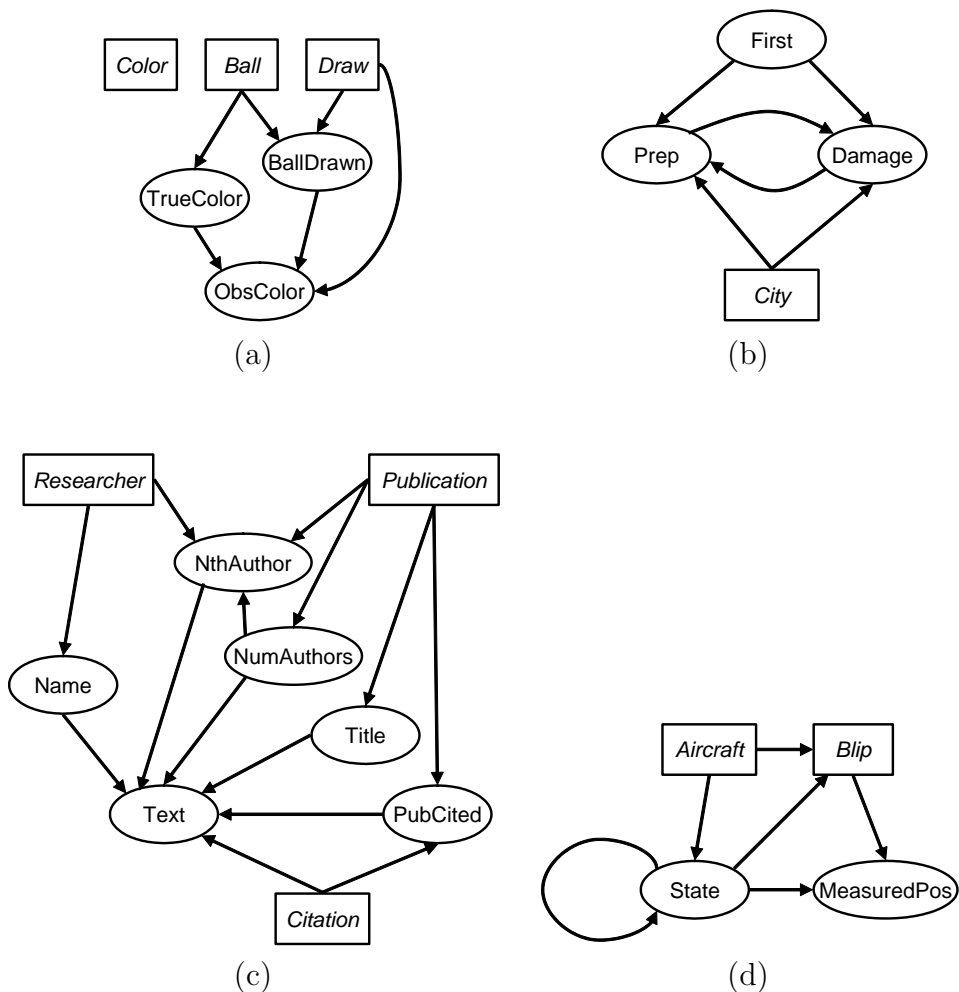 Color Ball Draw
BallDrawn
TrueColor
ObsColor
(a)
First
Prep Damage
City
(b)
Researcher Publication
NthAuthor
NumAuthors
Name
Title
Text PubCited
Citation
(c)
Aircraft Blip
State MeasuredPos
(d)